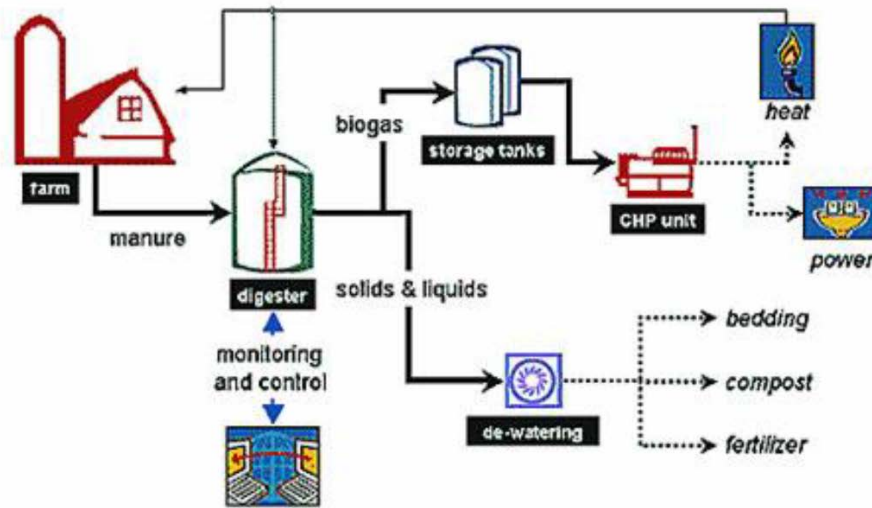 heat
biogas
storage tanks
farm
CHP unit
manure
power
digester
solids & liquids
bedding
monitoring
and control
compost
de-watering
fertilizer